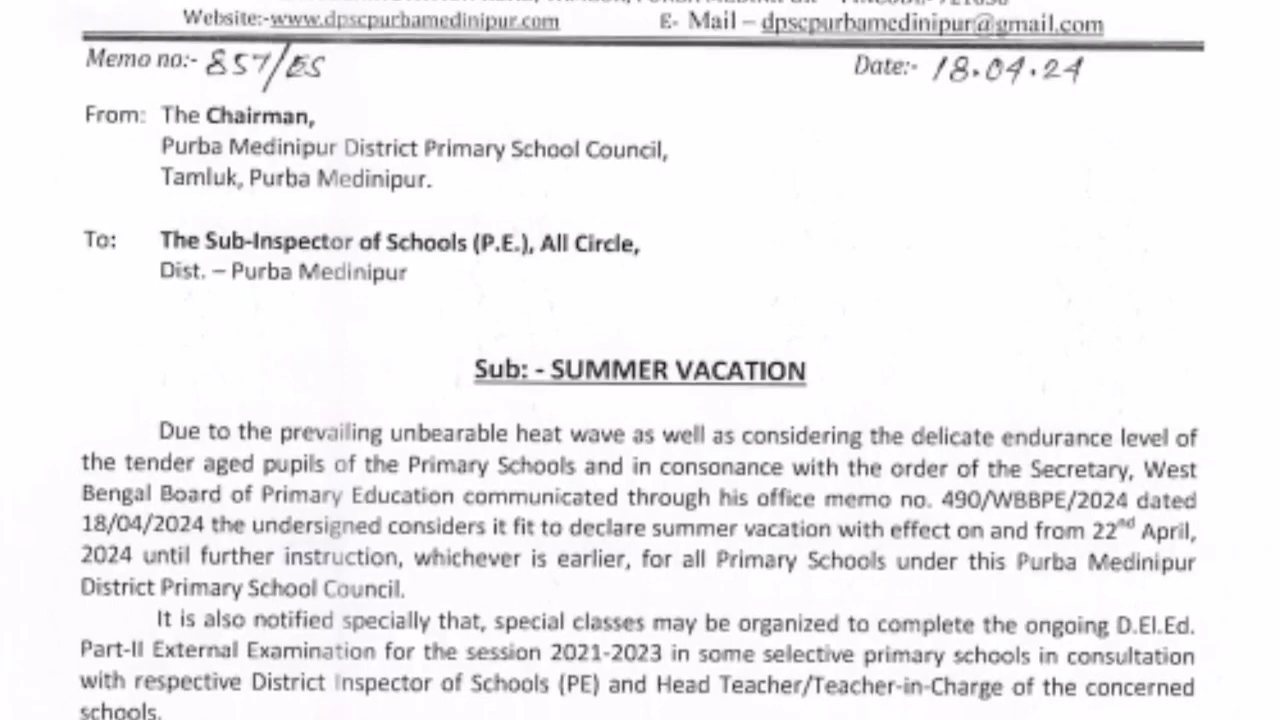 Website:-www.dpscpurbamedinipur.com E- Mail – dpscpurbamedinipur@gmail.com
Memo no:- 857/ES Date:- 18.04.24
From: The Chairman,
Purba Medinipur District Primary School Council,
Tamluk, Purba Medinipur.
To: The Sub-Inspector of Schools (P.E.), All Circle,
Dist. – Purba Medinipur
Sub: - SUMMER VACATION
Due to the prevailing unbearable heat wave as well as considering the delicate endurance level of
the tender aged pupils of the Primary Schools and in consonance with the order of the Secretary, West
Bengal Board of Primary Education communicated through his office memo no. 490/WBBPE/2024 dated
18/04/2024 the undersigned considers it fit to declare summer vacation with effect on and from 22nd April,
2024 until further instruction, whichever is earlier, for all Primary Schools under this Purba Medinipur
District Primary School Council.
It is also notified specially that, special classes may be organized to complete the ongoing D.El.Ed.
Part-II External Examination for the session 2021-2023 in some selective primary schools in consultation
with respective District Inspector of Schools (PE) and Head Teacher/Teacher-in-Charge of the concerned
schools.